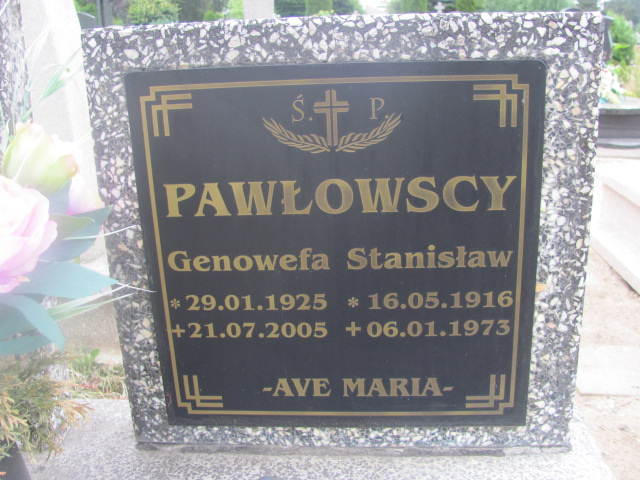 Ś. P.
PAWŁOWSCY
Genowefa Stanisław
* 29.01.1925 * 16.05.1916
+ 21.07.2005 + 06.01.1973
-AVE MARIA-